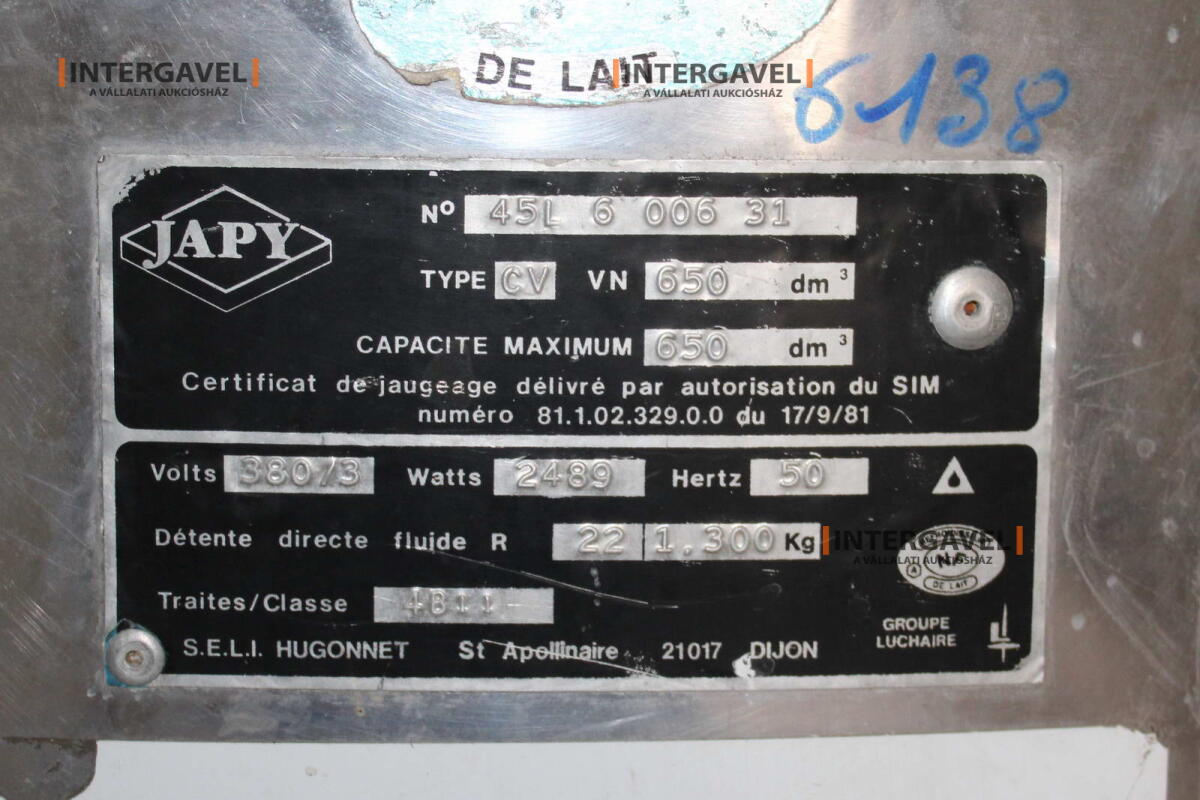 DE LAIT
INTERGAVEL
A VÁLLALATI AUKCIÓSHÁZ
INTERGAVEL
A VÁLLALATI AUKCIÓSHÁZ
6138
JAPY
Nº 45L 6 006 31
TYPE CV VN 650 dm³
CAPACITE MAXIMUM 650 dm³
Certificat de jaugeage délivré par autorisation du SIM
numéro 81.1.02.329.0.0 du 17/9/81
Volts 380/3 Watts 2489 Hertz 50
Détente directe fluide R 22 1,300 Kg
INTERGAVEL
A VÁLLALATI AUKCIÓSHÁZ
A
DE LAIT
Traites/Classe 4B11
GROUPE
LUCHAIRE
S.E.L.I. HUGONNET St Apollinaire 21017 DIJON